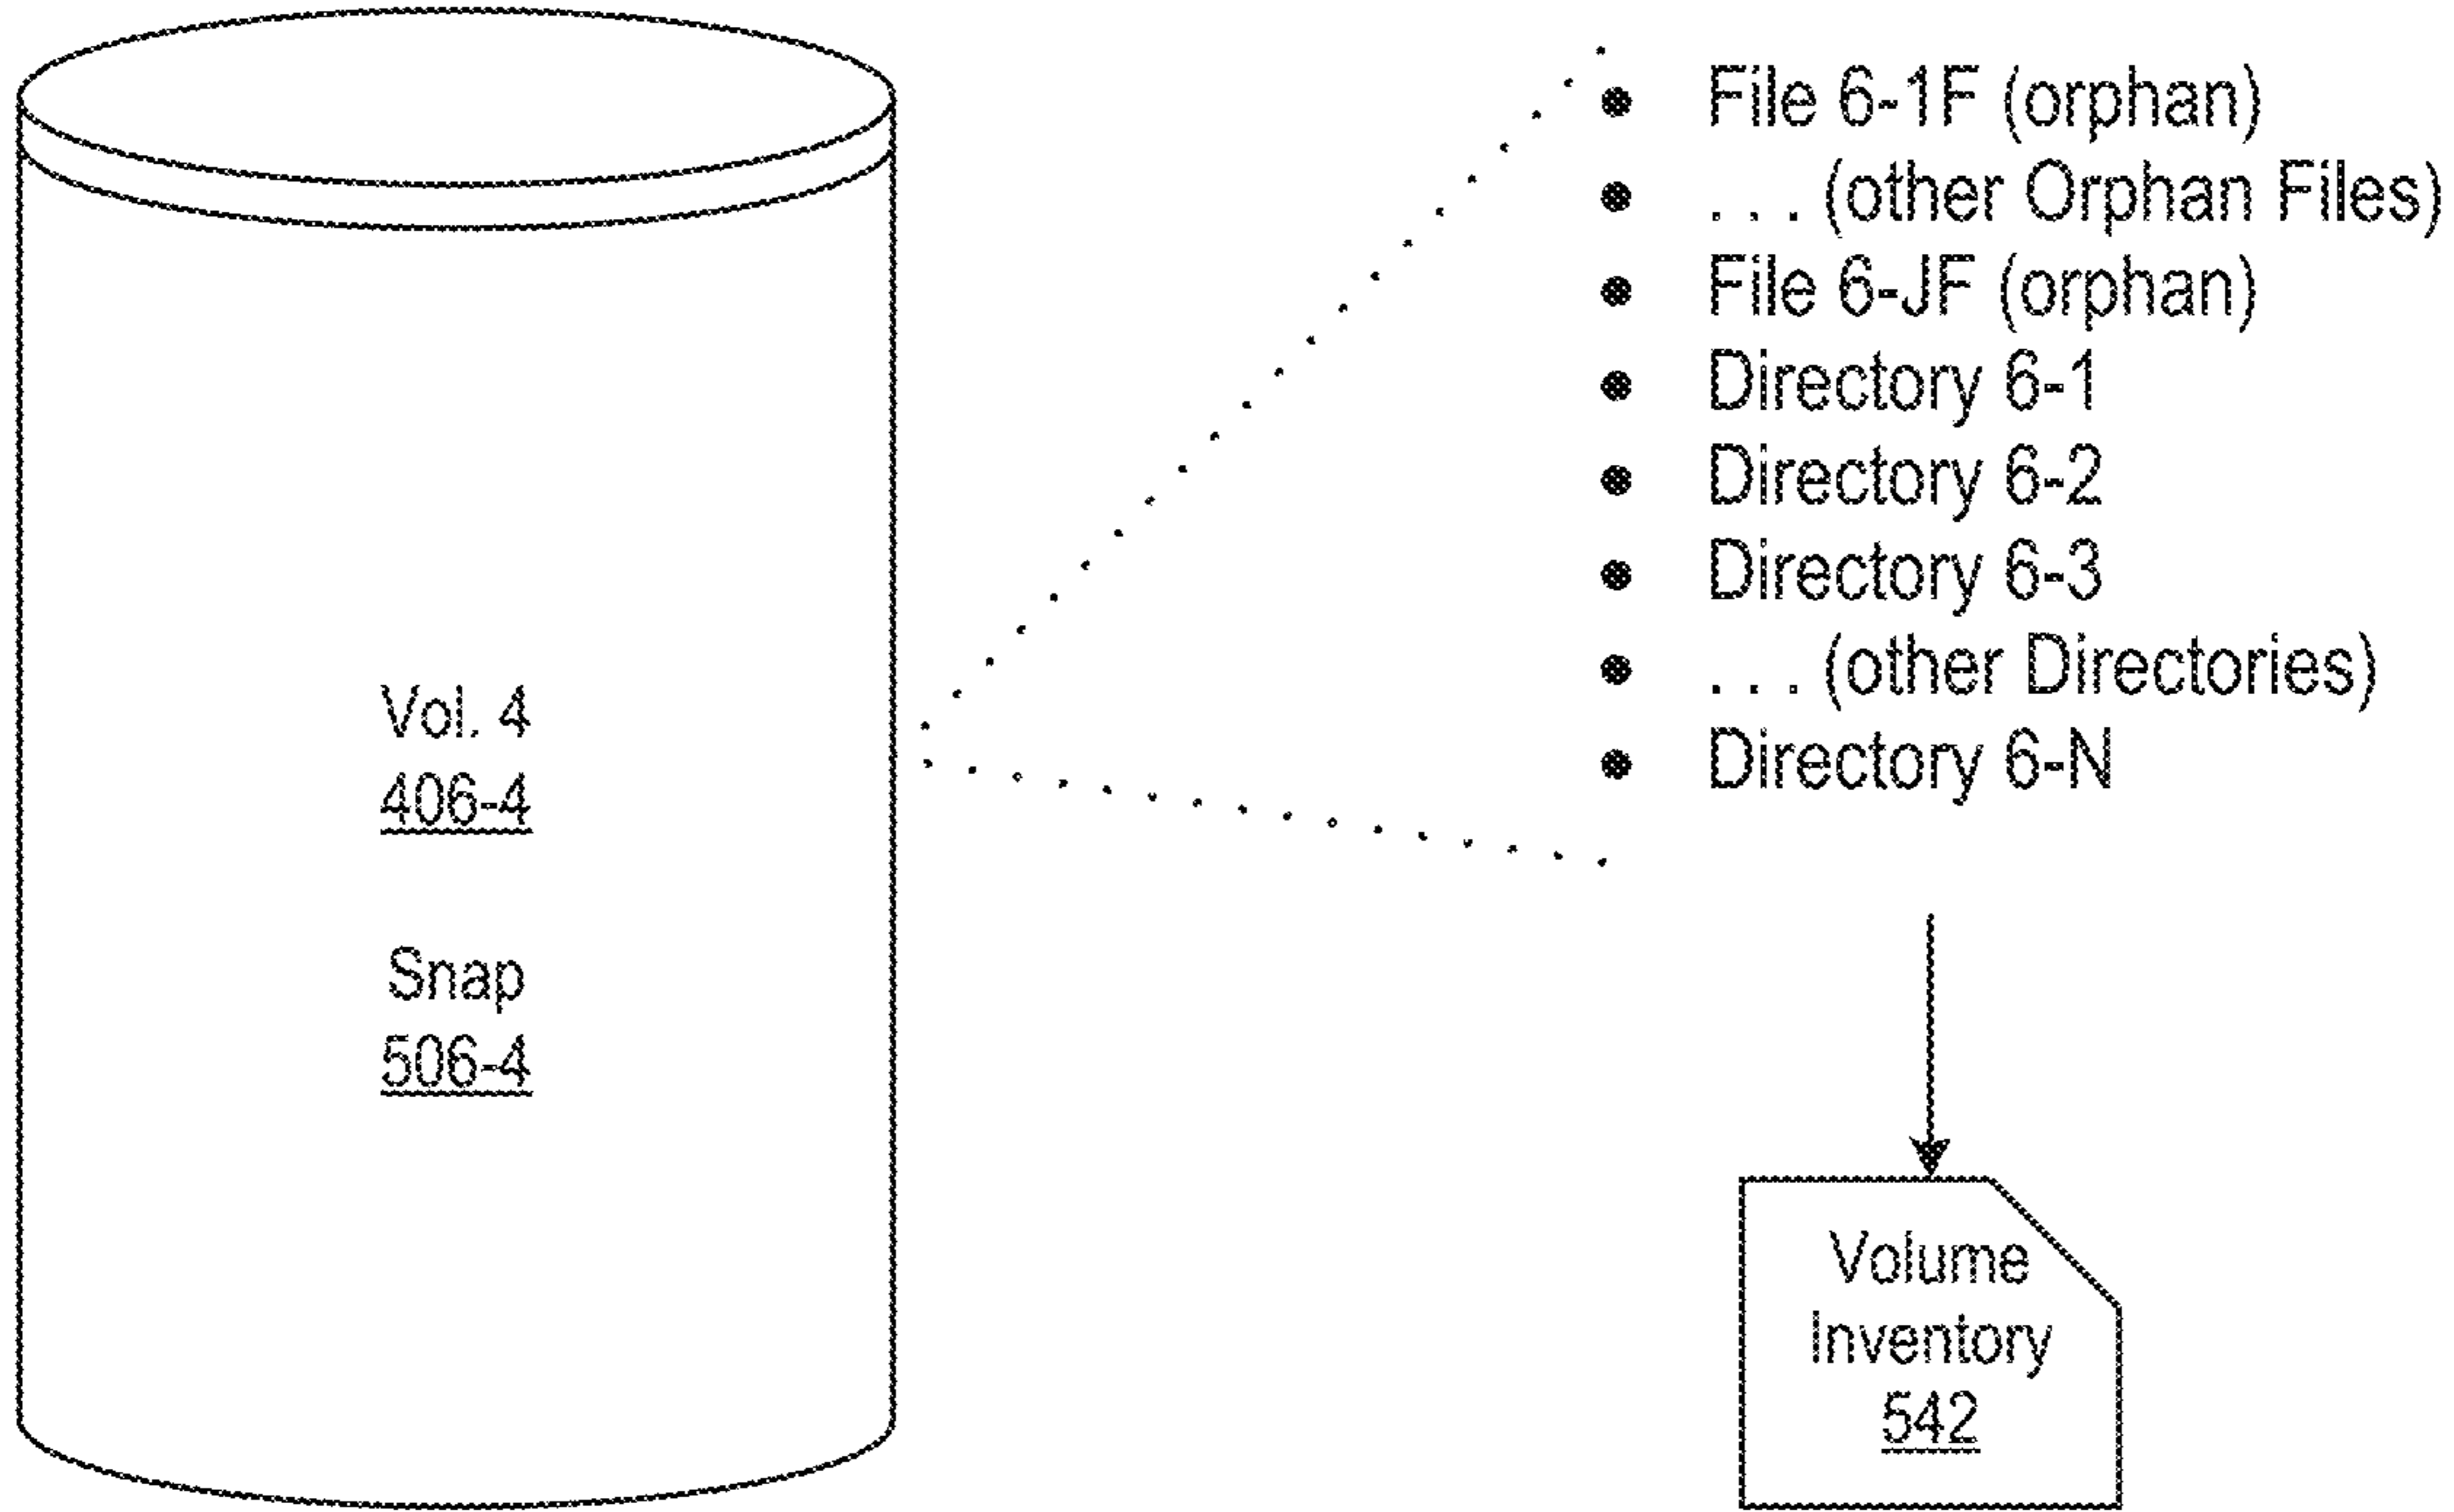 File 6-1F (orphan)
. . . (other Orphan Files)
File 6-JF (orphan)
Directory 6-1
Directory 6-2
Directory 6-3
. . . (other Directories)
Directory 6-N
Vol. 4
406-4
Snap
506-4
Volume
Inventory
542